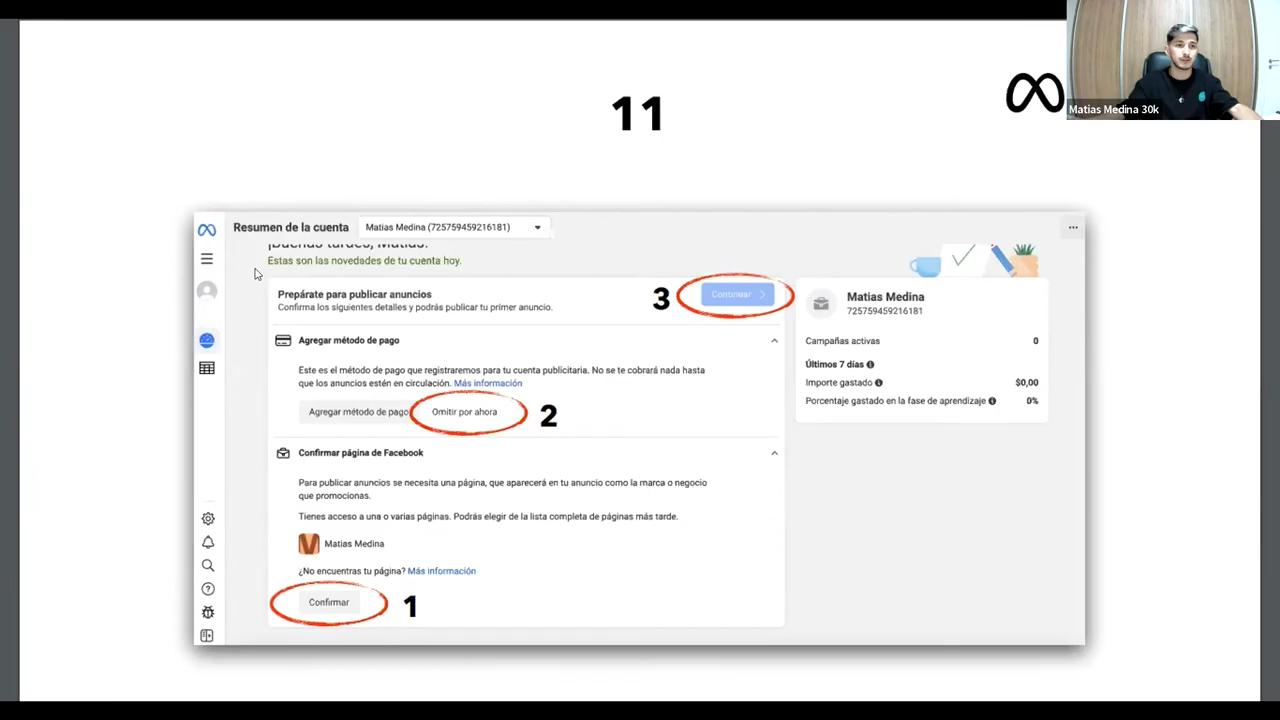 11
Matias Medina 30k
Resumen de la cuenta
Matias Medina (725759459216181)
¡Buenas tardes, Matias!
Estas son las novedades de tu cuenta hoy.
Prepárate para publicar anuncios
Confirma los siguientes detalles y podrás publicar tu primer anuncio.
3
Continuar
Agregar método de pago
Este es el método de pago que registraremos para tu cuenta publicitaria. No se te cobrará nada hasta
que los anuncios estén en circulación. Más información
Agregar método de pago
Omitir por ahora
2
Confirmar página de Facebook
Para publicar anuncios se necesita una página, que aparecerá en tu anuncio como la marca o negocio
que promocionas.
Tienes acceso a una o varias páginas. Podrás elegir de la lista completa de páginas más tarde.
Matias Medina
¿No encuentras tu página? Más información
Confirmar
1
Matias Medina
725759459216181
Campañas activas 0
Últimos 7 días
Importe gastado $0,00
Porcentaje gastado en la fase de aprendizaje 0%